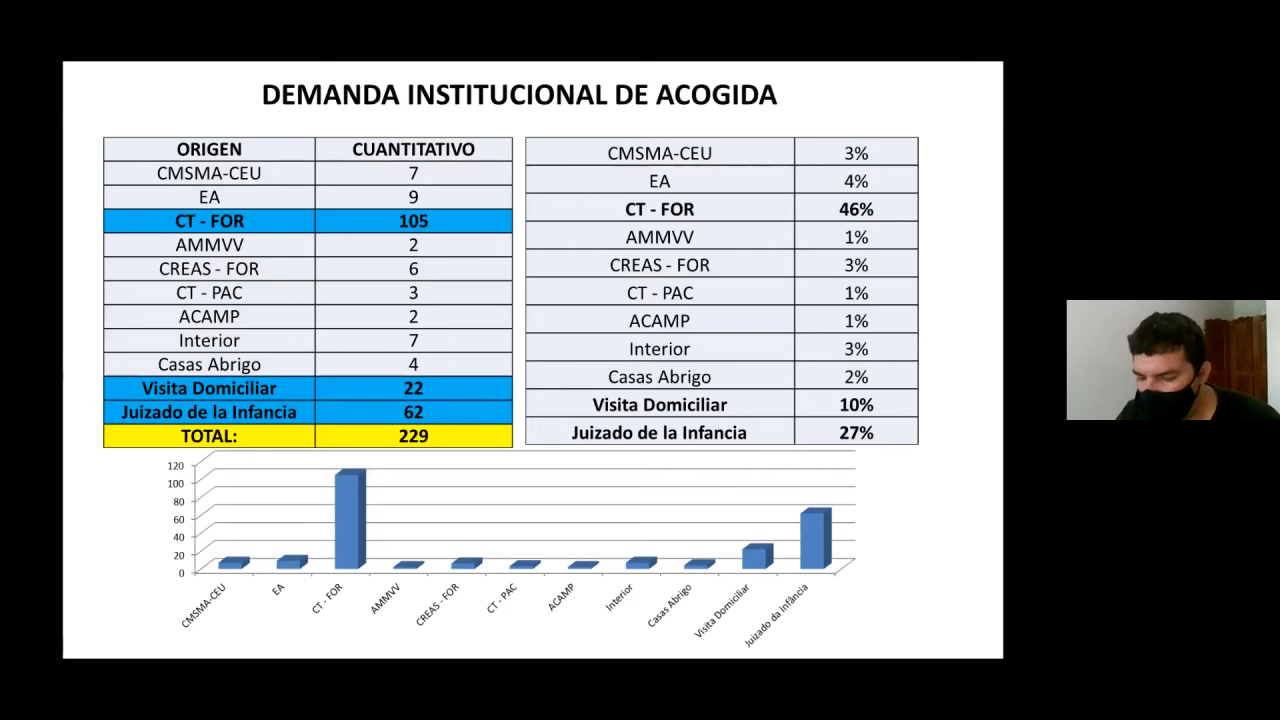 DEMANDA INSTITUCIONAL DE ACOGIDA
ORIGEN CUANTITATIVO
CMSMA-CEU 7
EA 9
CT - FOR 105
AMMVV 2
CREAS - FOR 6
CT - PAC 3
ACAMP 2
Interior 7
Casas Abrigo 4
Visita Domiciliar 22
Juizado de la Infancia 62
TOTAL: 229
CMSMA-CEU 3%
EA 4%
CT - FOR 46%
AMMVV 1%
CREAS - FOR 3%
CT - PAC 1%
ACAMP 1%
Interior 3%
Casas Abrigo 2%
Visita Domiciliar 10%
Juizado de la Infancia 27%
120
100
80
60
40
20
0
CMSMA-CEU
EA
CT - FOR
AMMVV
CREAS - FOR
CT - PAC
ACAMP
Interior
Casas Abrigo
Visita Domiciliar
Juizado da Infância